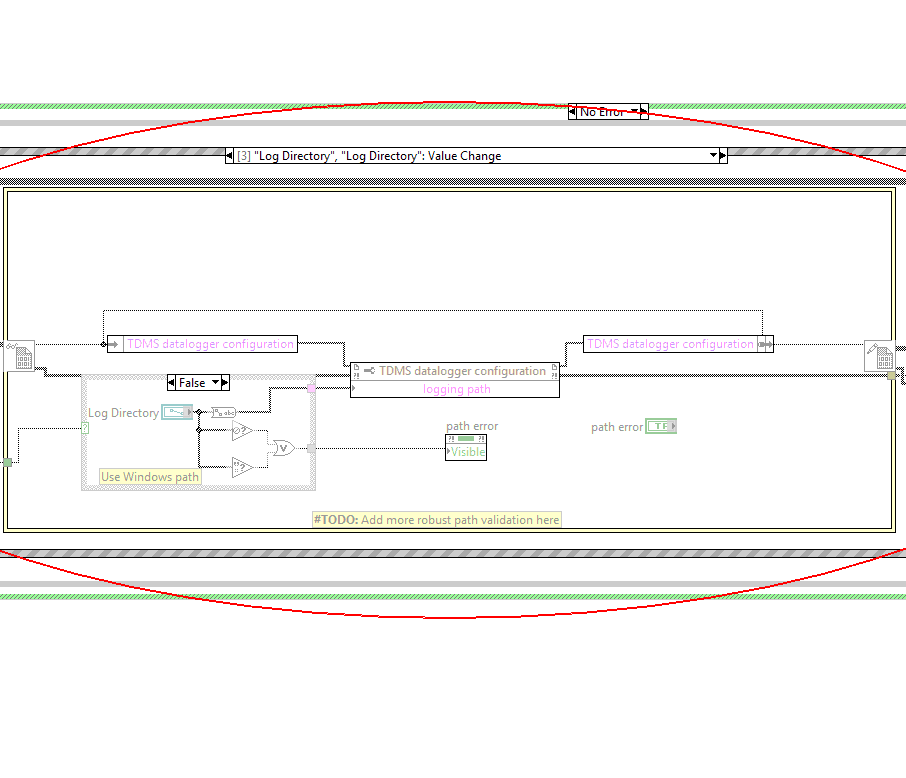 No Error
[3] "Log Directory", "Log Directory": Value Change
TDMS datalogger configuration
TDMS datalogger configuration
TDMS datalogger configuration
logging path
False
Log Directory
abc
path error
Visible
path error
TF
Use Windows path
#TODO: Add more robust path validation here